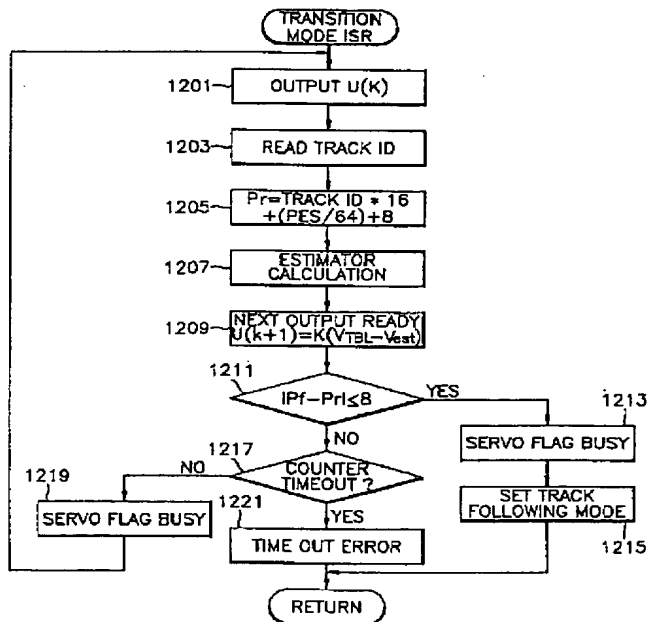 TRANSITION
MODE ISR
1201
OUTPUT U(K)
1203
READ TRACK ID
1205
Pr=TRACK ID * 16
+(PES/64)+8
1207
ESTIMATOR
CALCULATION
1209
NEXT OUTPUT READY
U(k+1)=K(VTBL-Vest)
1211
|Pf-Pr|≤8
YES
1213
SERVO FLAG BUSY
NO
1217
COUNTER
TIMEOUT ?
NO
1219
SERVO FLAG BUSY
YES
1221
TIME OUT ERROR
SET TRACK
FOLLOWING MODE
1215
RETURN